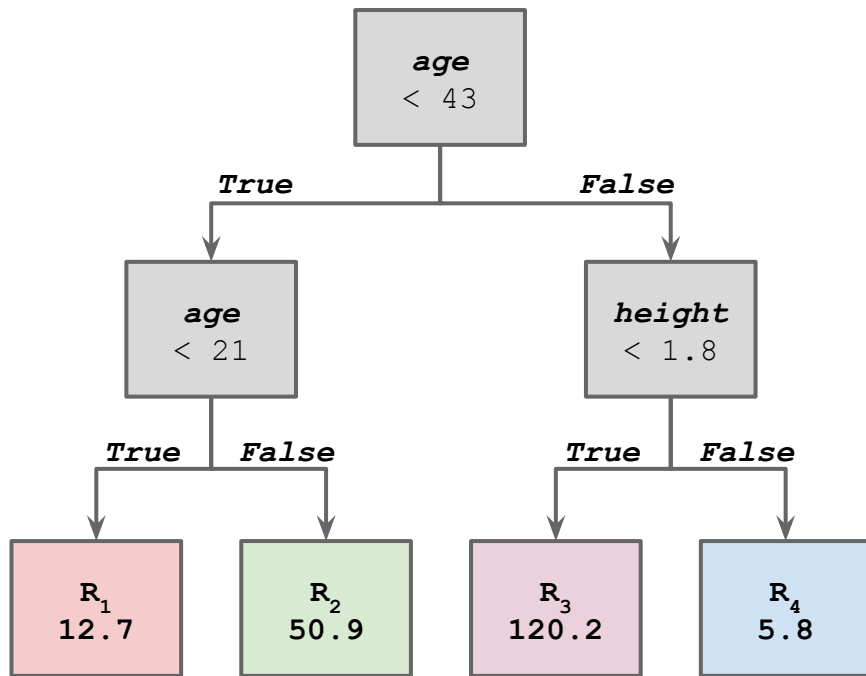 age
< 43
True False
age
< 21
height
< 1.8
True False True False
R₁
12.7
R₂
50.9
R₃
120.2
R₄
5.8